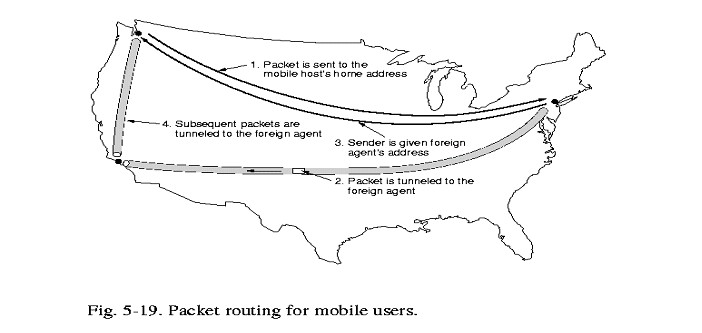 1. Packet is sent to the
mobile host's home address
4. Subsequent packets are
tunneled to the foreign agent
3. Sender is given foreign
agent's address
2. Packet is tunneled to the
foreign agent
Fig. 5-19. Packet routing for mobile users.